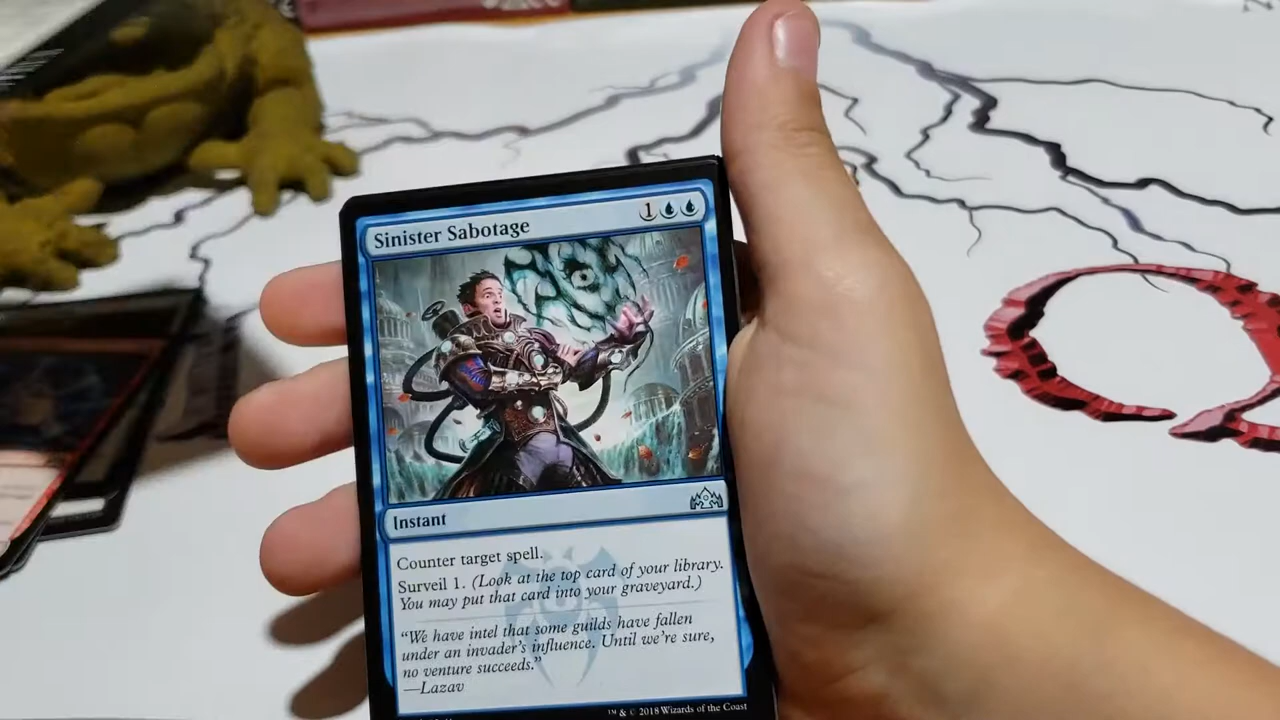 Sinister Sabotage
1
Instant
Counter target spell.
Surveil 1. (Look at the top card of your library.
You may put that card into your graveyard.)
"We have intel that some guilds have fallen
under an invader's influence. Until we're sure,
no venture succeeds."
—Lazav
™ & © 2018 Wizards of the Coast